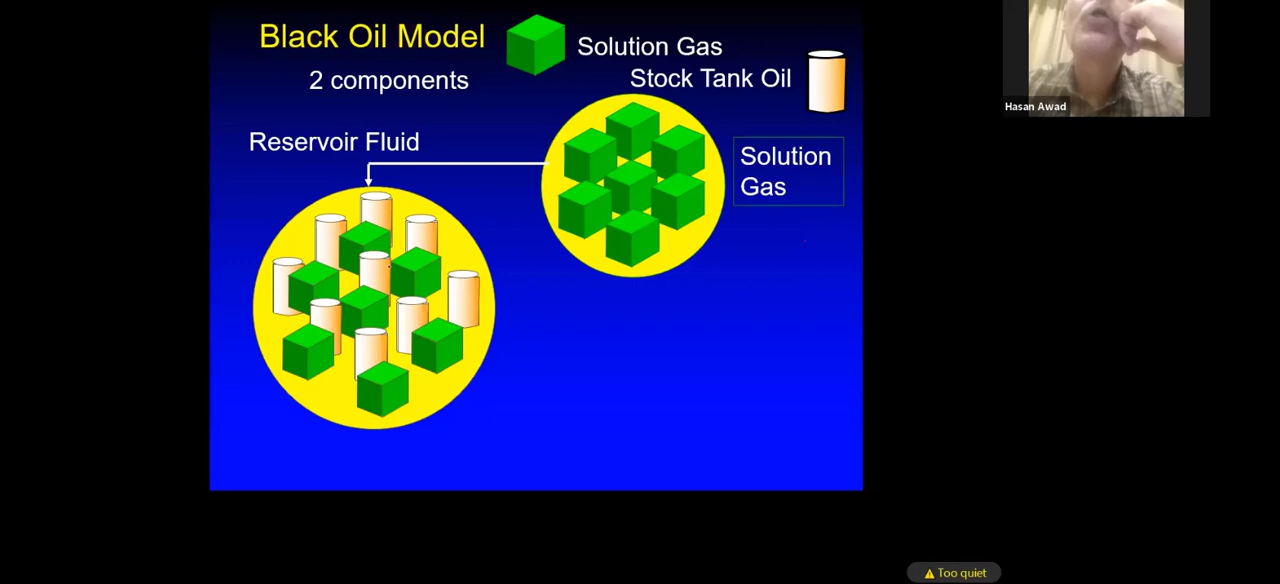 Black Oil Model
2 components
Solution Gas
Stock Tank Oil
Reservoir Fluid
Solution
Gas
Hasan Awad
Too quiet